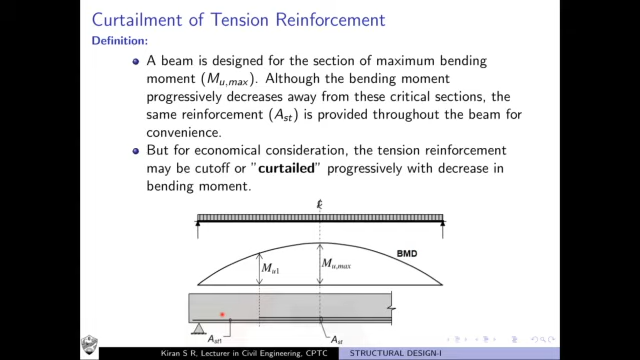 Curtailment of Tension Reinforcement
Definition:
A beam is designed for the section of maximum bending
moment (Mu,max). Although the bending moment
progressively decreases away from these critical sections, the
same reinforcement (Ast) is provided throughout the beam for
convenience.
But for economical consideration, the tension reinforcement
may be cutoff or "curtailed" progressively with decrease in
bending moment.
BMD
Mu1
Mu,max
Ast1
Ast
Kiran S R, Lecturer in Civil Engineering, CPTC
STRUCTURAL DESIGN-I